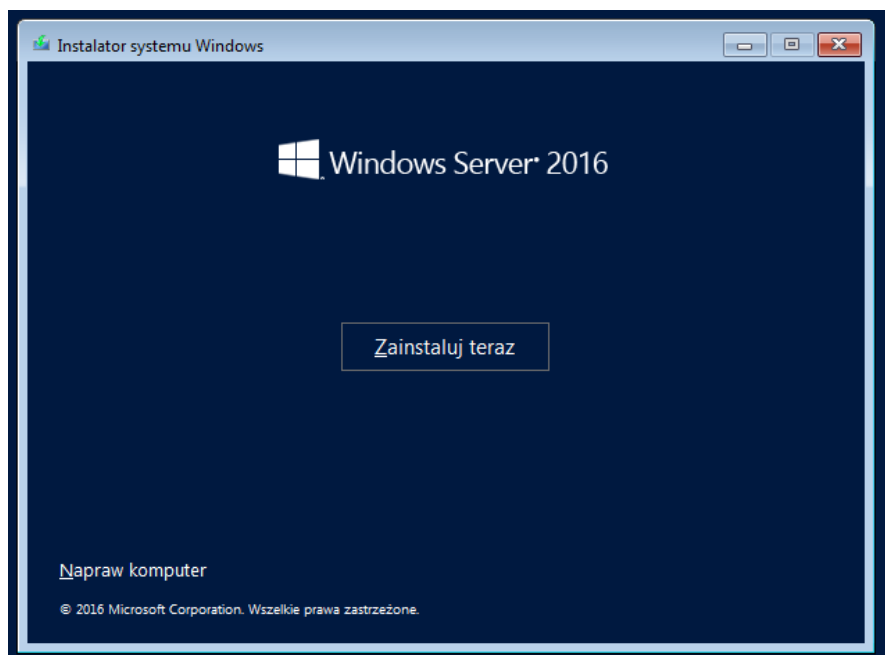 Instalator systemu Windows
Windows Server 2016
Zainstaluj teraz
Napraw komputer
© 2016 Microsoft Corporation. Wszelkie prawa zastrzeżone.